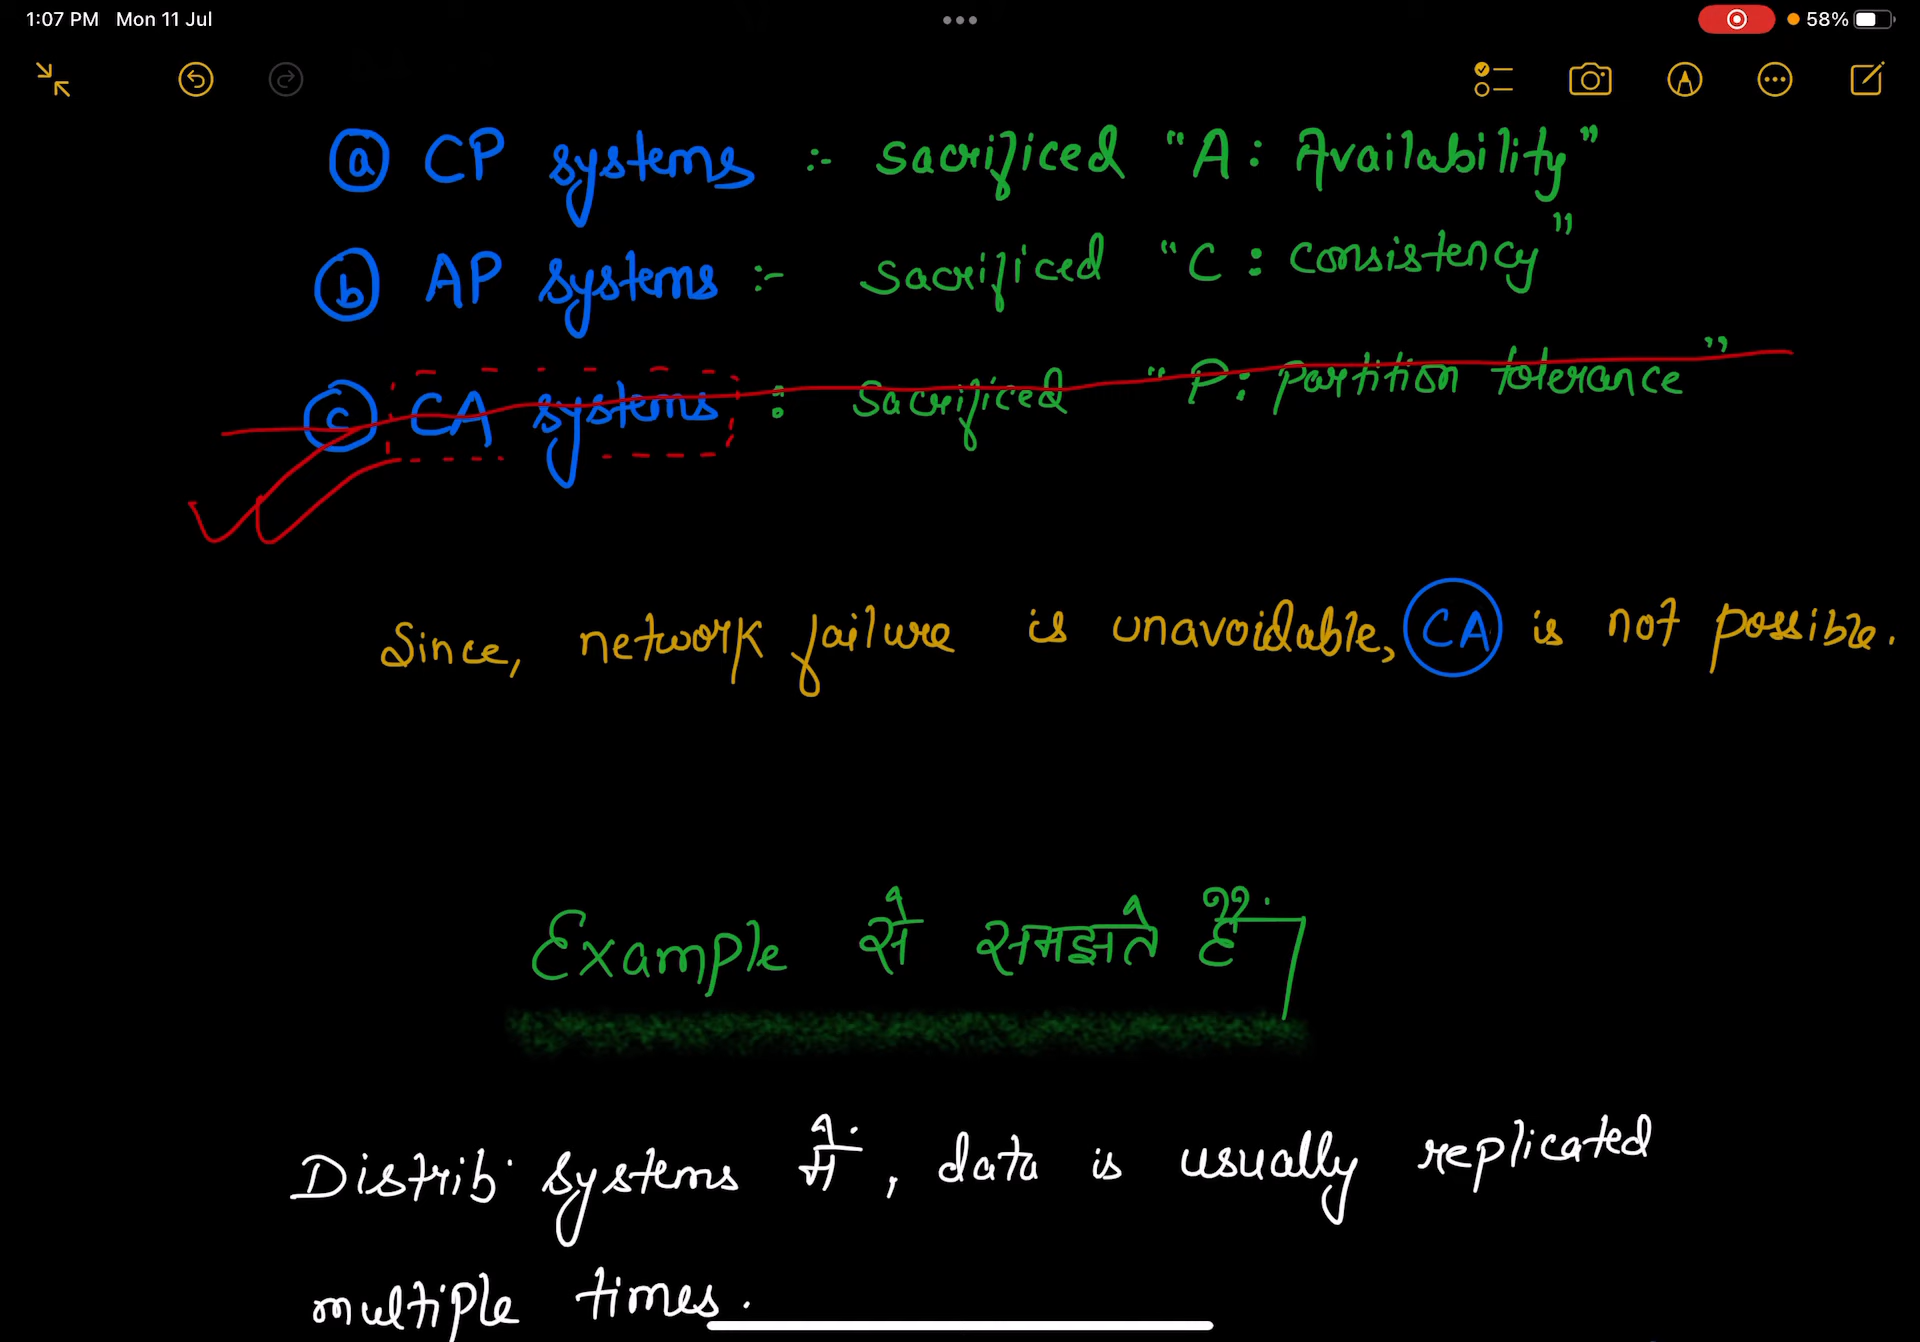 1:07 PM Mon 11 Jul
58%
ⓐ CP systems :- sacrificed "A: Availability"
ⓑ AP systems :- Sacrificed "C : consistency"
ⓒ CA systems : Sacrificed "P: partition tolerance"
Since, network failure is unavoidable, CA is not possible.
Example से समझते हैं।
Distrib. systems में, data is usually replicated
multiple times.